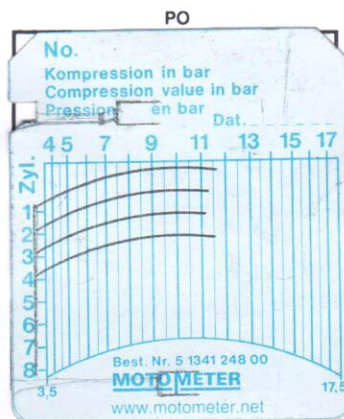 PO
No.
Kompression in bar
Compression value in bar
Pression en bar
Dat.
4 5 7 9 11 13 15 17
Zyl.
1
2
3
4
5
6
7
8
3,5 17,5
Best. Nr. 5 1341 248 00
MOTOMETER
www.motometer.net